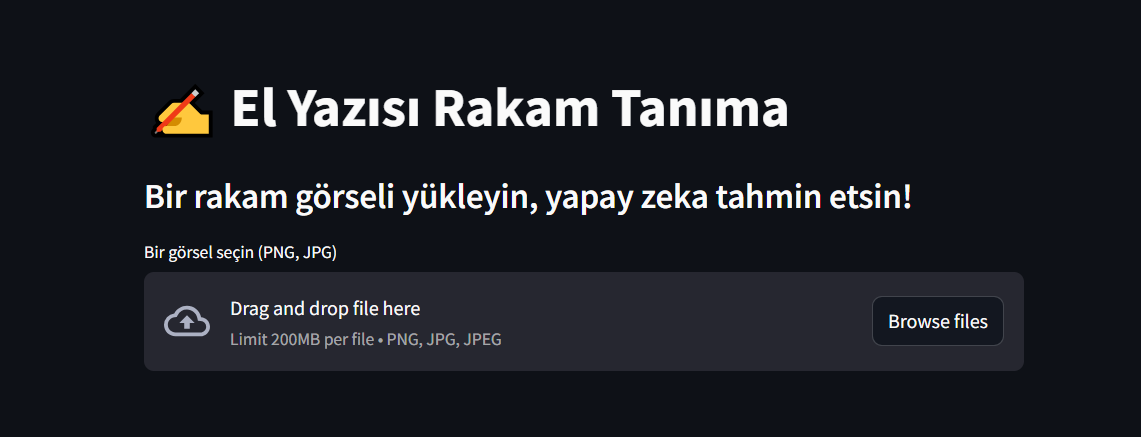 El Yazısı Rakam Tanıma
Bir rakam görseli yükleyin, yapay zeka tahmin etsin!
Bir görsel seçin (PNG, JPG)
Drag and drop file here
Limit 200MB per file • PNG, JPG, JPEG
Browse files